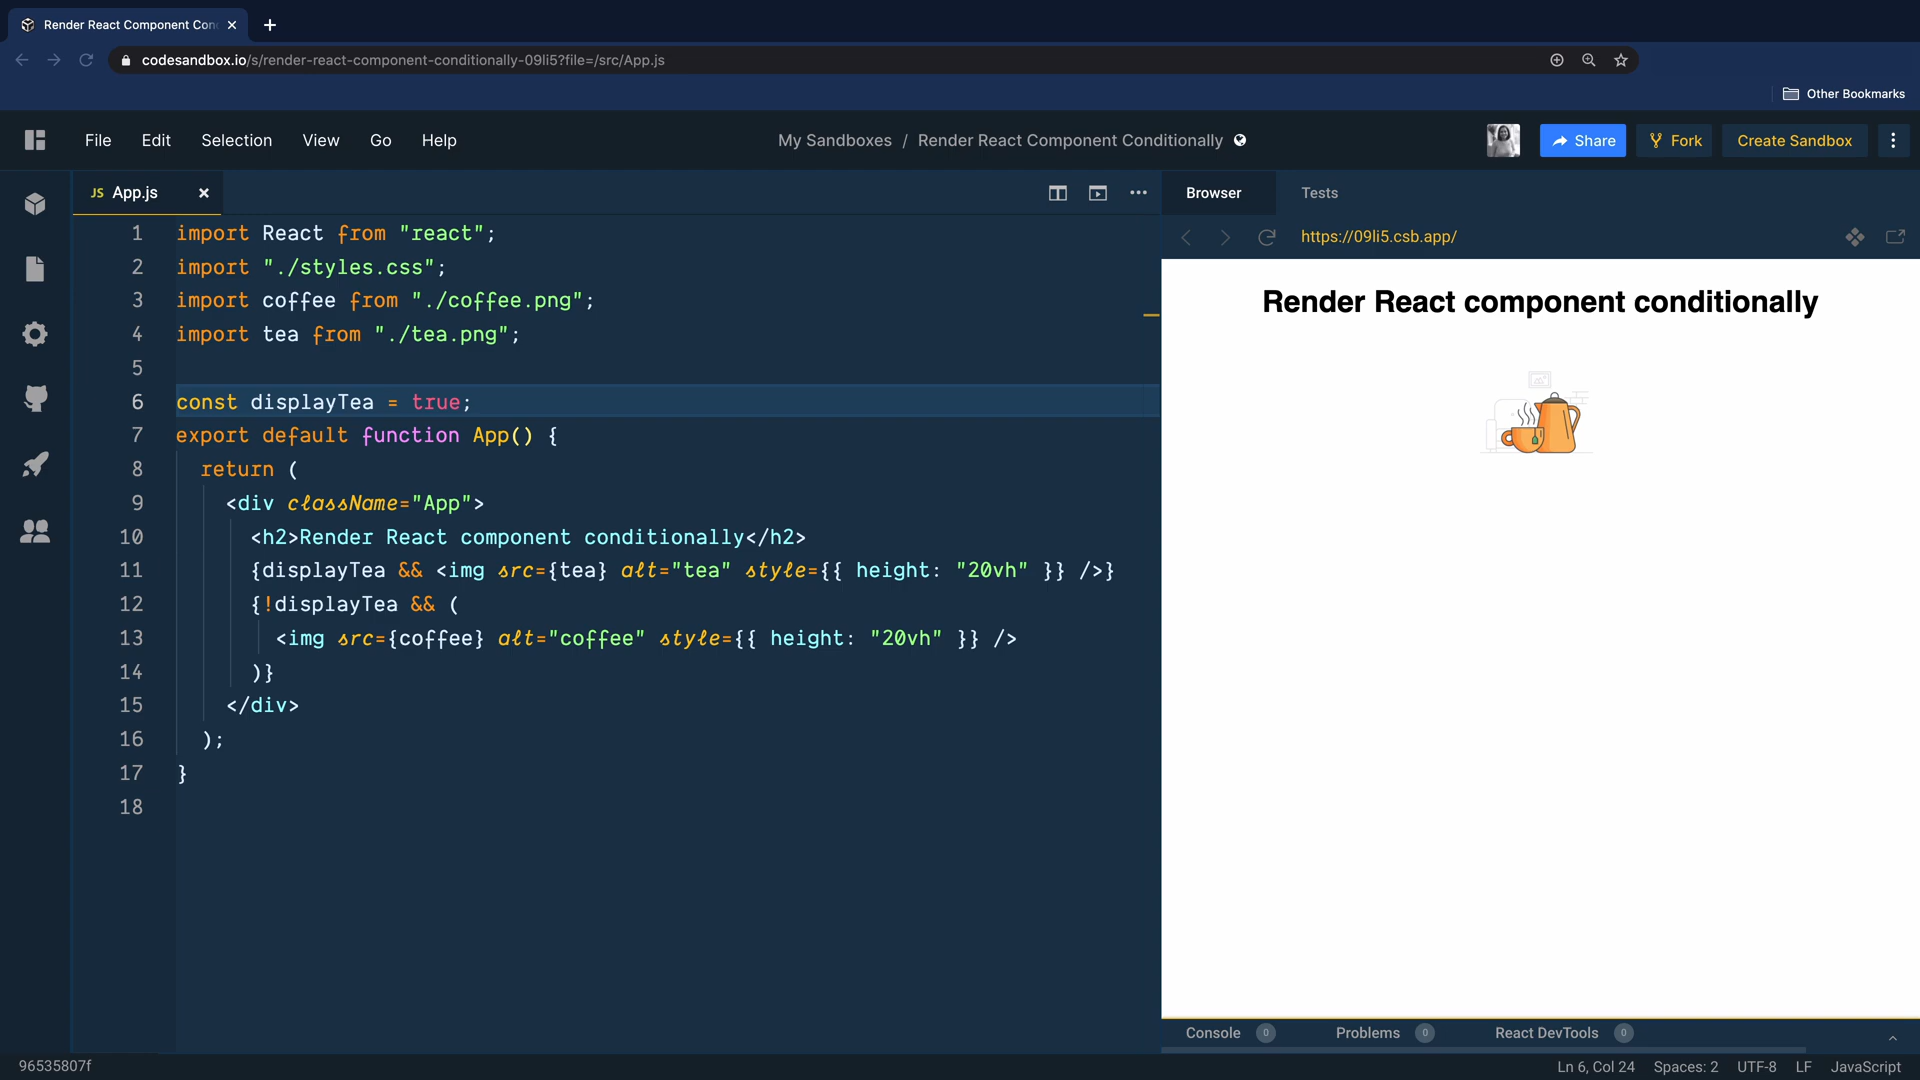 Render React Component Con
codesandbox.io/s/render-react-component-conditionally-09li5?file=/src/App.js
Other Bookmarks
File Edit Selection View Go Help
My Sandboxes / Render React Component Conditionally
Share
Fork
Create Sandbox
JS App.js
Browser
Tests
https://09li5.csb.app/
1 import React from "react";
2 import "./styles.css";
3 import coffee from "./coffee.png";
4 import tea from "./tea.png";
5
6 const displayTea = true;
7 export default function App() {
8 return (
9 <div className="App">
10 <h2>Render React component conditionally</h2>
11 {displayTea && <img src={tea} alt="tea" style={{ height: "20vh" }} />}
12 {!displayTea && (
13 <img src={coffee} alt="coffee" style={{ height: "20vh" }} />
14 )}
15 </div>
16 );
17 }
18
Render React component conditionally
Console 0 Problems 0 React DevTools 0
96535807f
Ln 6, Col 24 Spaces: 2 UTF-8 LF JavaScript